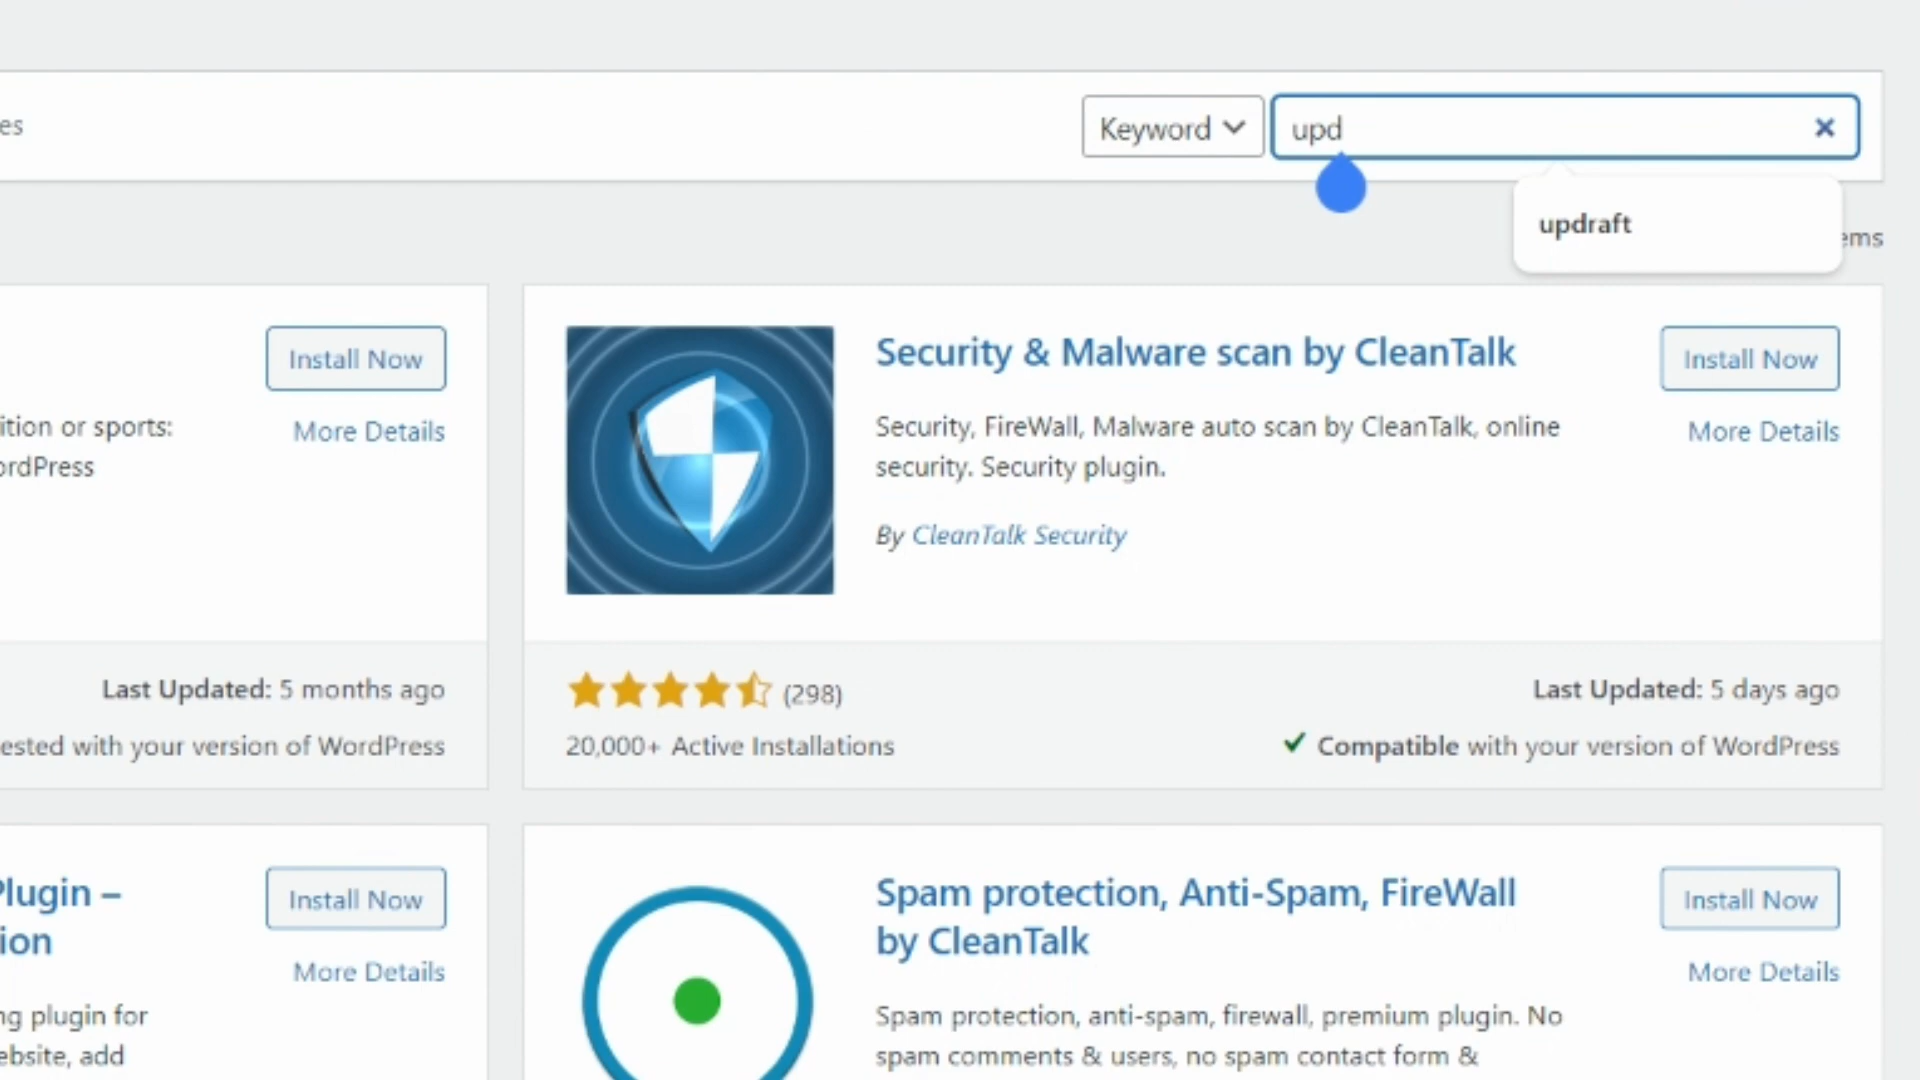 es
Keyword
upd
updraft
ems
Install Now
More Details
ition or sports:
ordPress
Last Updated: 5 months ago
ested with your version of WordPress
Security & Malware scan by CleanTalk
Install Now
More Details
Security, FireWall, Malware auto scan by CleanTalk, online
security. Security plugin.
By CleanTalk Security
(298)
Last Updated: 5 days ago
20,000+ Active Installations
Compatible with your version of WordPress
Plugin –
ion
Install Now
More Details
ng plugin for
ebsite, add
Spam protection, Anti-Spam, FireWall
by CleanTalk
Install Now
More Details
Spam protection, anti-spam, firewall, premium plugin. No
spam comments & users, no spam contact form &